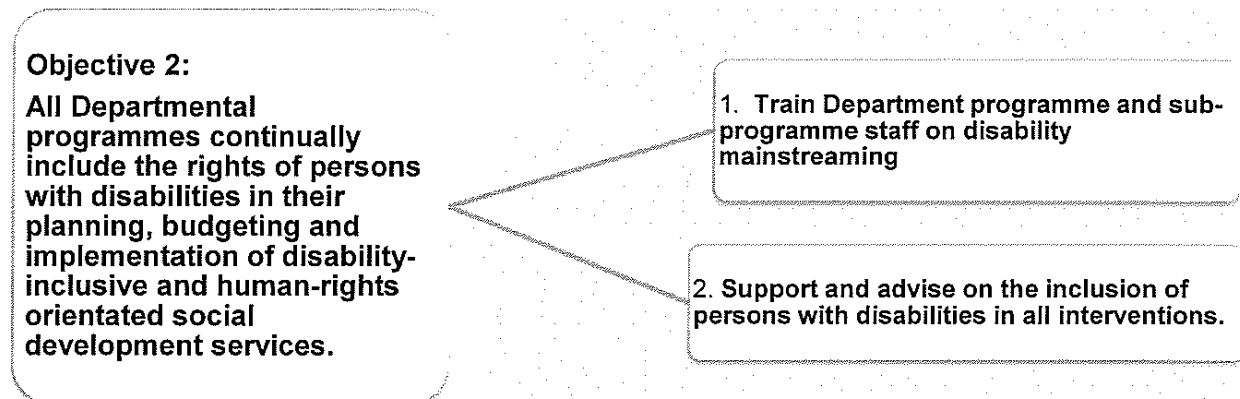 Objective 2:
All Departmental
programmes continually
include the rights of persons
with disabilities in their
planning, budgeting and
implementation of disability-
inclusive and human-rights
orientated social
development services.
1. Train Department programme and sub-
programme staff on disability
mainstreaming
2. Support and advise on the inclusion of
persons with disabilities in all interventions.